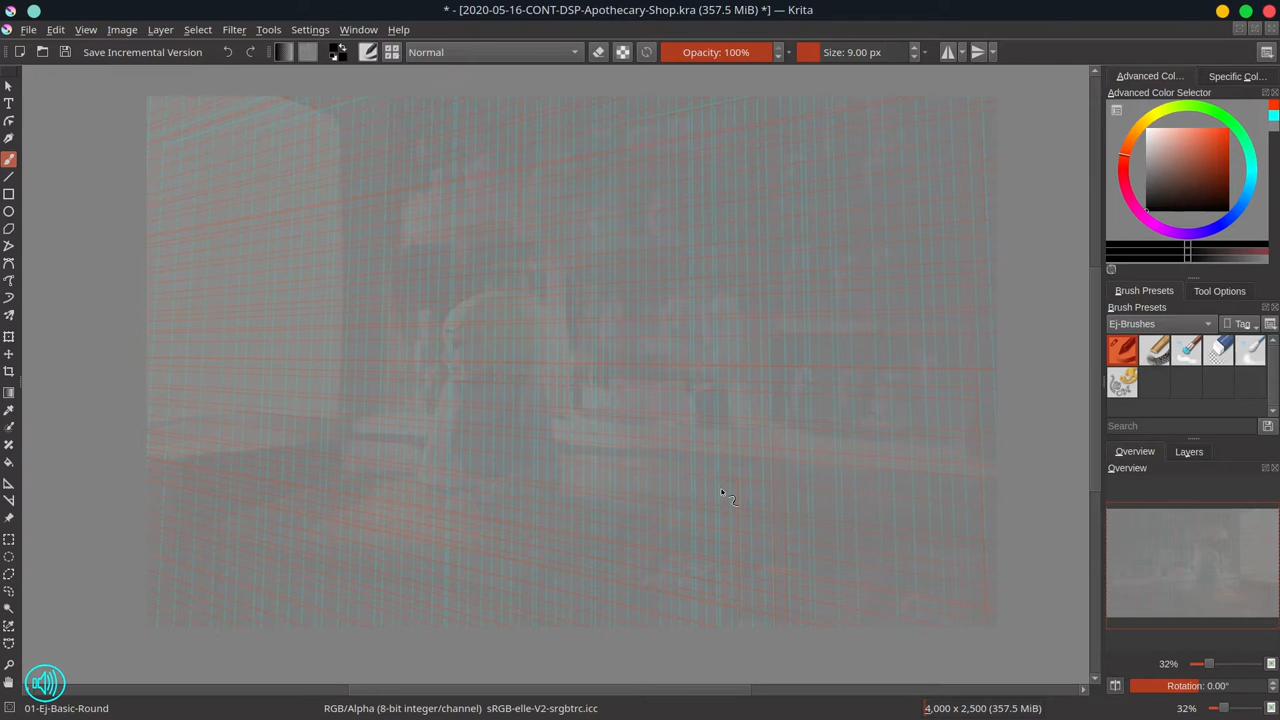 * - [2020-05-16-CONT-DSP-Apothecary-Shop.kra (357.5 MiB) *] — Krita
File Edit View Image Layer Select Filter Tools Settings Window Help
Save Incremental Version Normal Opacity: 100% Size: 9.00 px
Advanced Col... Specific Co...
Advanced Color Selector
Brush Presets Tool Options
Brush Presets
Ej-Brushes Tag
Search
Overview Layers
Overview
32%
Rotation: 0.00°
01-Ej-Basic-Round RGB/Alpha (8-bit integer/channel) sRGB-elle-V2-srgbtrc.icc 4,000 x 2,500 (357.5 MiB) 32%